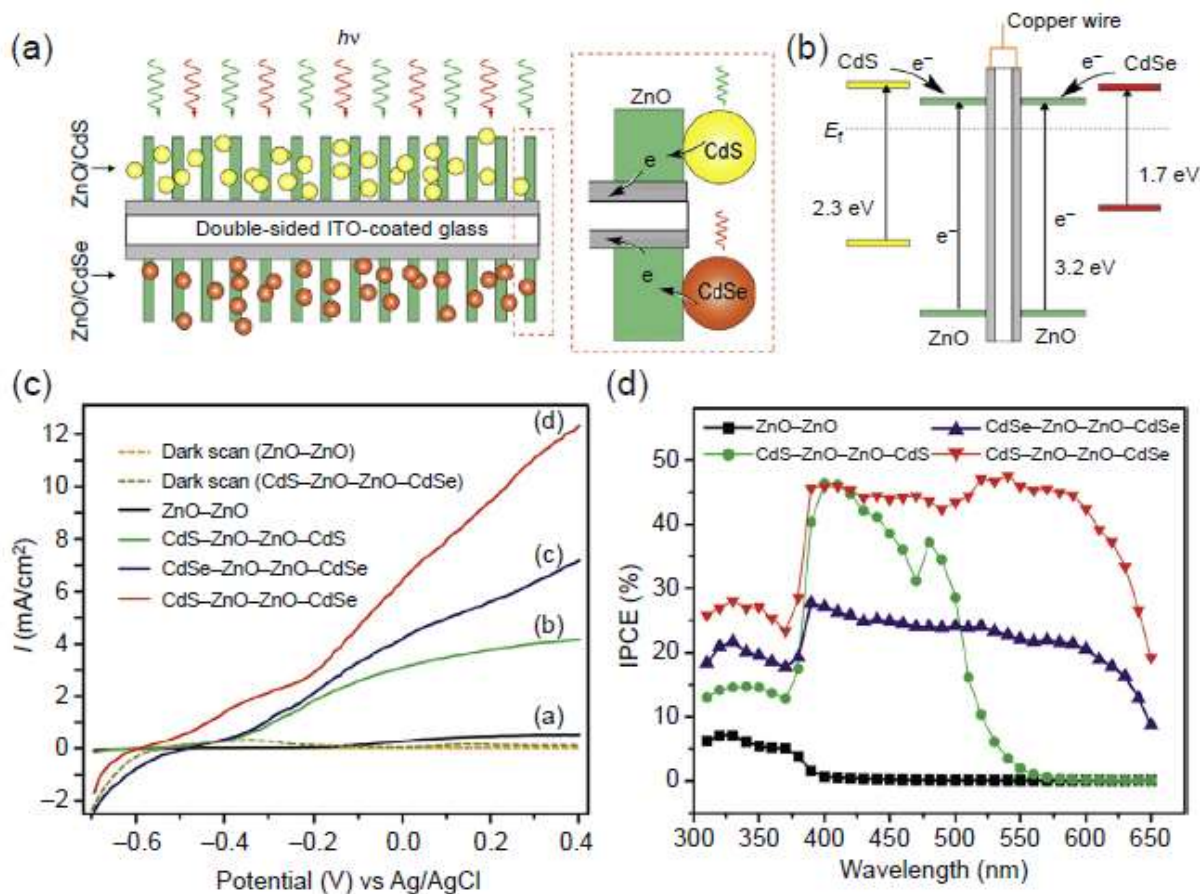 (a)
hν
ZnO/CdS
Double-sided ITO-coated glass
ZnO/CdSe
ZnO
CdS
e
e
CdSe
(b)
Copper wire
CdS
e–
e–
CdSe
Ef
1.7 eV
2.3 eV
e–
e–
3.2 eV
ZnO
ZnO
(c)
12
10
8
6
4
2
0
–2
I (mA/cm2)
Dark scan (ZnO–ZnO)
Dark scan (CdS–ZnO–ZnO–CdSe)
ZnO–ZnO
CdS–ZnO–ZnO–CdS
CdSe–ZnO–ZnO–CdSe
CdS–ZnO–ZnO–CdSe
(d)
(c)
(b)
(a)
–0.6 –0.4 –0.2 0.0 0.2 0.4
Potential (V) vs Ag/AgCl
(d)
ZnO–ZnO CdSe–ZnO–ZnO–CdSe
CdS–ZnO–ZnO–CdS CdS–ZnO–ZnO–CdSe
50
40
30
20
10
0
IPCE (%)
300 350 400 450 500 550 600 650
Wavelength (nm)